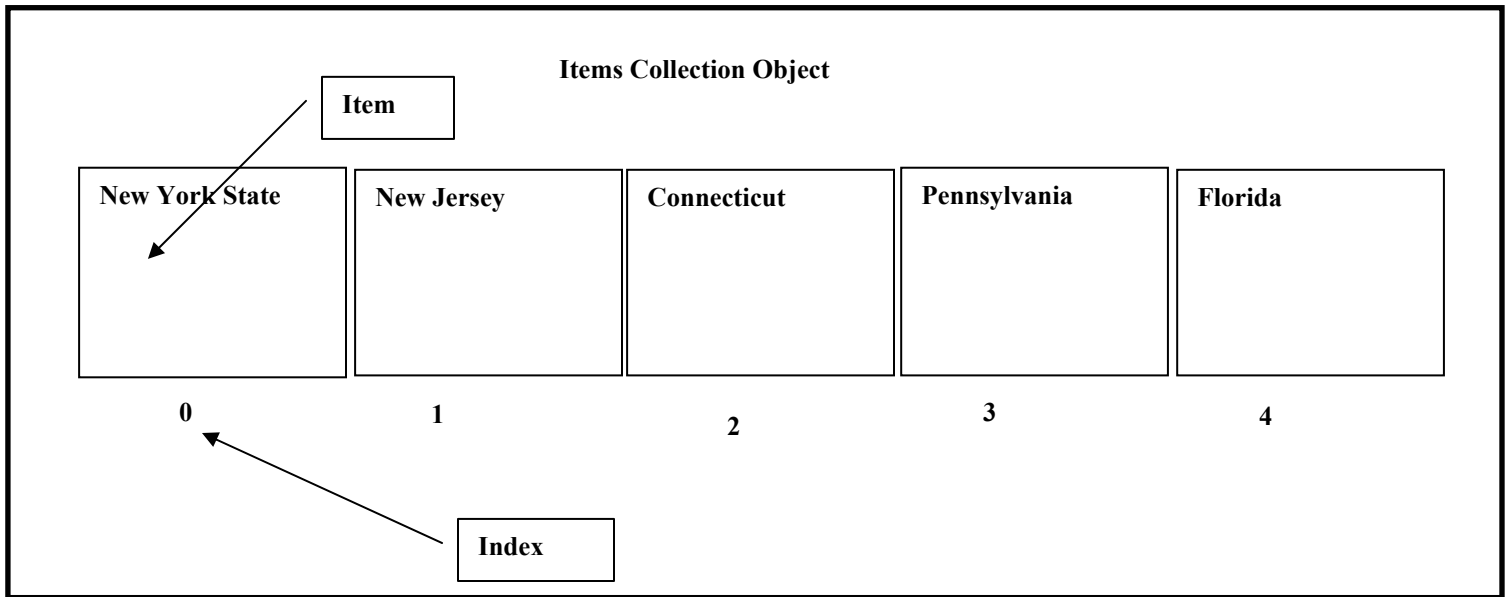 Items Collection Object
Item
New York State
New Jersey
Connecticut
Pennsylvania
Florida
0
1
2
3
4
Index